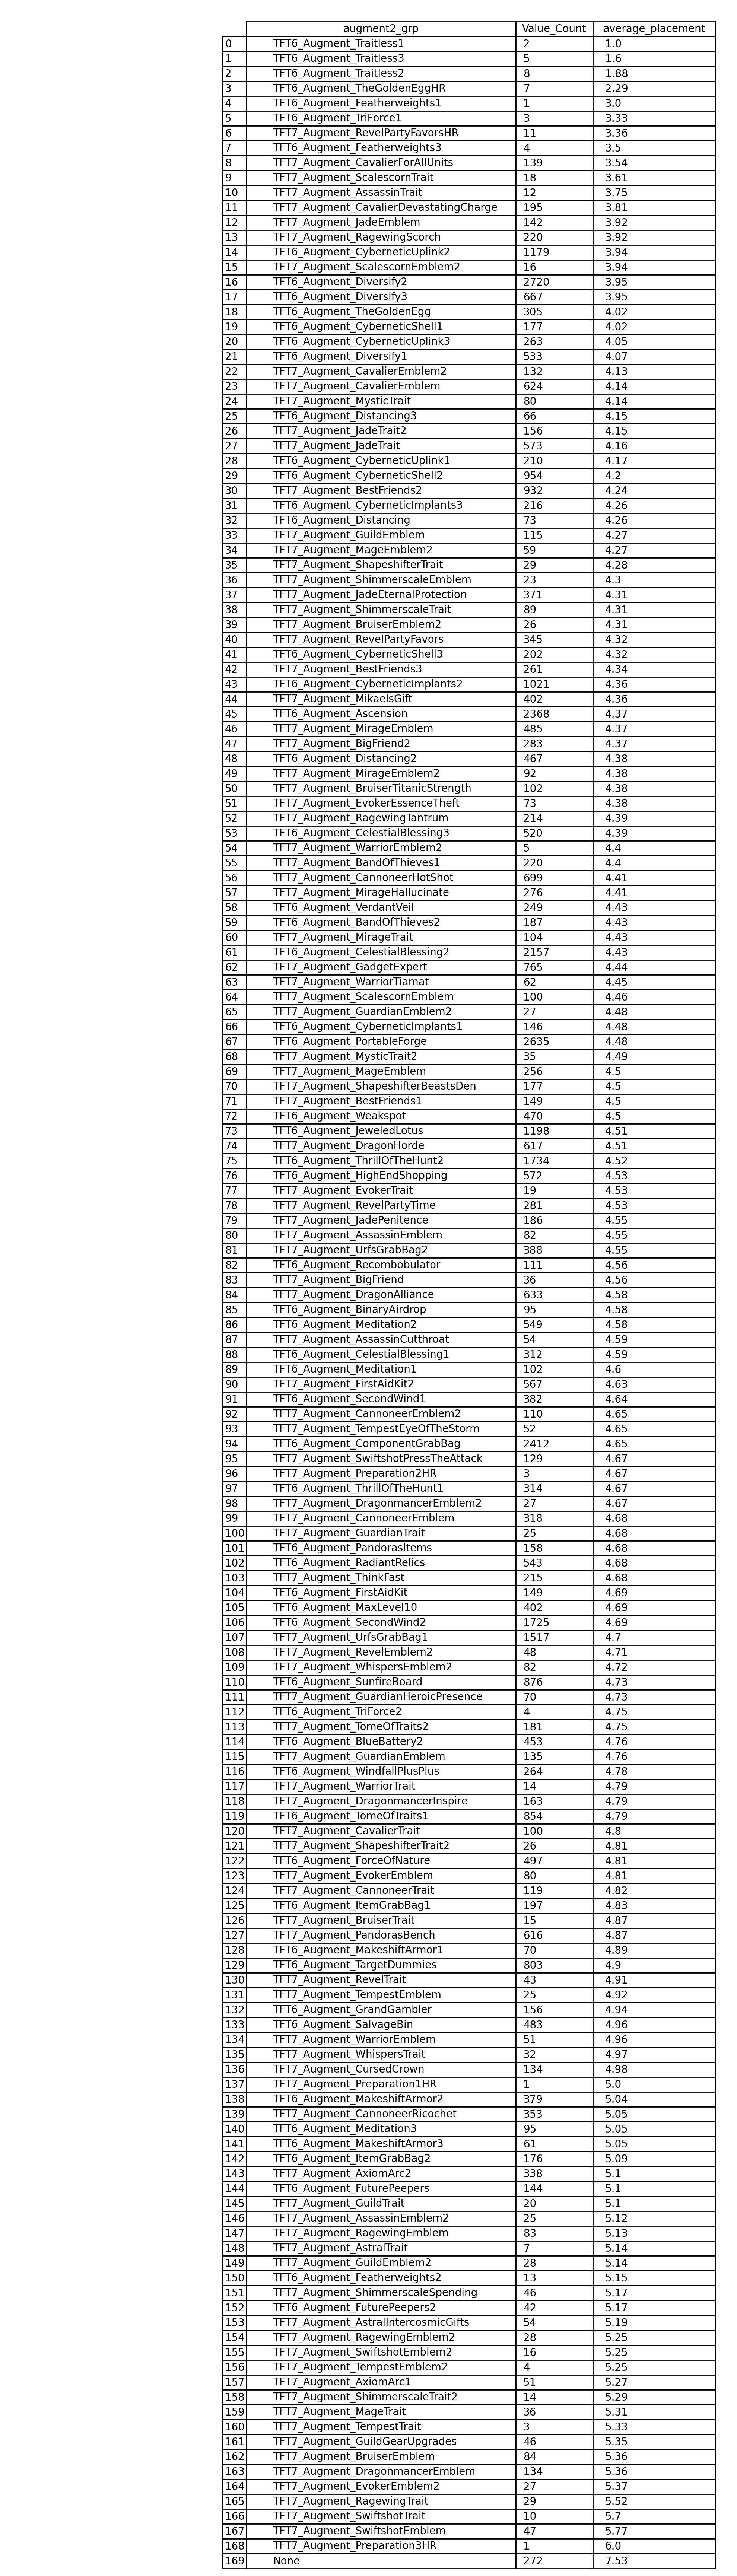 augment2_grp Value_Count average_placement
0 TFT6_Augment_Traitless1 2 1.0
1 TFT6_Augment_Traitless3 5 1.6
2 TFT6_Augment_Traitless2 8 1.88
3 TFT6_Augment_TheGoldenEggHR 7 2.29
4 TFT6_Augment_Featherweights1 1 3.0
5 TFT6_Augment_TriForce1 3 3.33
6 TFT7_Augment_RevelPartyFavorsHR 11 3.36
7 TFT6_Augment_Featherweights3 4 3.5
8 TFT7_Augment_CavalierForAllUnits 139 3.54
9 TFT7_Augment_ScalescornTrait 18 3.61
10 TFT7_Augment_AssassinTrait 12 3.75
11 TFT7_Augment_CavalierDevastatingCharge 195 3.81
12 TFT7_Augment_JadeEmblem 142 3.92
13 TFT7_Augment_RagewingScorch 220 3.92
14 TFT6_Augment_CyberneticUplink2 1179 3.94
15 TFT7_Augment_ScalescornEmblem2 16 3.94
16 TFT6_Augment_Diversify2 2720 3.95
17 TFT6_Augment_Diversify3 667 3.95
18 TFT6_Augment_TheGoldenEgg 305 4.02
19 TFT6_Augment_CyberneticShell1 177 4.02
20 TFT6_Augment_CyberneticUplink3 263 4.05
21 TFT6_Augment_Diversify1 533 4.07
22 TFT7_Augment_CavalierEmblem2 132 4.13
23 TFT7_Augment_CavalierEmblem 624 4.14
24 TFT7_Augment_MysticTrait 80 4.14
25 TFT6_Augment_Distancing3 66 4.15
26 TFT7_Augment_JadeTrait2 156 4.15
27 TFT7_Augment_JadeTrait 573 4.16
28 TFT6_Augment_CyberneticUplink1 210 4.17
29 TFT6_Augment_CyberneticShell2 954 4.2
30 TFT7_Augment_BestFriends2 932 4.24
31 TFT6_Augment_CyberneticImplants3 216 4.26
32 TFT6_Augment_Distancing 73 4.26
33 TFT7_Augment_GuildEmblem 115 4.27
34 TFT7_Augment_MageEmblem2 59 4.27
35 TFT7_Augment_ShapeshifterTrait 29 4.28
36 TFT7_Augment_ShimmerscaleEmblem 23 4.3
37 TFT7_Augment_JadeEternalProtection 371 4.31
38 TFT7_Augment_ShimmerscaleTrait 89 4.31
39 TFT7_Augment_BruiserEmblem2 26 4.31
40 TFT7_Augment_RevelPartyFavors 345 4.32
41 TFT6_Augment_CyberneticShell3 202 4.32
42 TFT7_Augment_BestFriends3 261 4.34
43 TFT6_Augment_CyberneticImplants2 1021 4.36
44 TFT7_Augment_MikaelsGift 402 4.36
45 TFT6_Augment_Ascension 2368 4.37
46 TFT7_Augment_MirageEmblem 485 4.37
47 TFT7_Augment_BigFriend2 283 4.37
48 TFT6_Augment_Distancing2 467 4.38
49 TFT7_Augment_MirageEmblem2 92 4.38
50 TFT7_Augment_BruiserTitanicStrength 102 4.38
51 TFT7_Augment_EvokerEssenceTheft 73 4.38
52 TFT7_Augment_RagewingTantrum 214 4.39
53 TFT6_Augment_CelestialBlessing3 520 4.39
54 TFT7_Augment_WarriorEmblem2 5 4.4
55 TFT7_Augment_BandOfThieves1 220 4.4
56 TFT7_Augment_CannoneerHotShot 699 4.41
57 TFT7_Augment_MirageHallucinate 276 4.41
58 TFT6_Augment_VerdantVeil 249 4.43
59 TFT6_Augment_BandOfThieves2 187 4.43
60 TFT7_Augment_MirageTrait 104 4.43
61 TFT6_Augment_CelestialBlessing2 2157 4.43
62 TFT7_Augment_GadgetExpert 765 4.44
63 TFT7_Augment_WarriorTiamat 62 4.45
64 TFT7_Augment_ScalescornEmblem 100 4.46
65 TFT7_Augment_GuardianEmblem2 27 4.48
66 TFT6_Augment_CyberneticImplants1 146 4.48
67 TFT6_Augment_PortableForge 2635 4.48
68 TFT7_Augment_MysticTrait2 35 4.49
69 TFT7_Augment_MageEmblem 256 4.5
70 TFT7_Augment_ShapeshifterBeastsDen 177 4.5
71 TFT7_Augment_BestFriends1 149 4.5
72 TFT6_Augment_Weakspot 470 4.5
73 TFT6_Augment_JeweledLotus 1198 4.51
74 TFT7_Augment_DragonHorde 617 4.51
75 TFT6_Augment_ThrillOfTheHunt2 1734 4.52
76 TFT6_Augment_HighEndShopping 572 4.53
77 TFT7_Augment_EvokerTrait 19 4.53
78 TFT7_Augment_RevelPartyTime 281 4.53
79 TFT7_Augment_JadePenitence 186 4.55
80 TFT7_Augment_AssassinEmblem 82 4.55
81 TFT7_Augment_UrfsGrabBag2 388 4.55
82 TFT6_Augment_Recombobulator 111 4.56
83 TFT7_Augment_BigFriend 36 4.56
84 TFT7_Augment_DragonAlliance 633 4.58
85 TFT6_Augment_BinaryAirdrop 95 4.58
86 TFT6_Augment_Meditation2 549 4.58
87 TFT7_Augment_AssassinCutthroat 54 4.59
88 TFT6_Augment_CelestialBlessing1 312 4.59
89 TFT6_Augment_Meditation1 102 4.6
90 TFT7_Augment_FirstAidKit2 567 4.63
91 TFT6_Augment_SecondWind1 382 4.64
92 TFT7_Augment_CannoneerEmblem2 110 4.65
93 TFT7_Augment_TempestEyeOfTheStorm 52 4.65
94 TFT6_Augment_ComponentGrabBag 2412 4.65
95 TFT7_Augment_SwiftshotPressTheAttack 129 4.67
96 TFT7_Augment_Preparation2HR 3 4.67
97 TFT6_Augment_ThrillOfTheHunt1 314 4.67
98 TFT7_Augment_DragonmancerEmblem2 27 4.67
99 TFT7_Augment_CannoneerEmblem 318 4.68
100 TFT7_Augment_GuardianTrait 25 4.68
101 TFT6_Augment_PandorasItems 158 4.68
102 TFT6_Augment_RadiantRelics 543 4.68
103 TFT7_Augment_ThinkFast 215 4.68
104 TFT6_Augment_FirstAidKit 149 4.69
105 TFT6_Augment_MaxLevel10 402 4.69
106 TFT6_Augment_SecondWind2 1725 4.69
107 TFT7_Augment_UrfsGrabBag1 1517 4.7
108 TFT7_Augment_RevelEmblem2 48 4.71
109 TFT7_Augment_WhispersEmblem2 82 4.72
110 TFT6_Augment_SunfireBoard 876 4.73
111 TFT7_Augment_GuardianHeroicPresence 70 4.73
112 TFT6_Augment_TriForce2 4 4.75
113 TFT7_Augment_TomeOfTraits2 181 4.75
114 TFT6_Augment_BlueBattery2 453 4.76
115 TFT7_Augment_GuardianEmblem 135 4.76
116 TFT6_Augment_WindfallPlusPlus 264 4.78
117 TFT7_Augment_WarriorTrait 14 4.79
118 TFT7_Augment_DragonmancerInspire 163 4.79
119 TFT6_Augment_TomeOfTraits1 854 4.79
120 TFT7_Augment_CavalierTrait 100 4.8
121 TFT7_Augment_ShapeshifterTrait2 26 4.81
122 TFT6_Augment_ForceOfNature 497 4.81
123 TFT7_Augment_EvokerEmblem 80 4.81
124 TFT7_Augment_CannoneerTrait 119 4.82
125 TFT6_Augment_ItemGrabBag1 197 4.83
126 TFT7_Augment_BruiserTrait 15 4.87
127 TFT7_Augment_PandorasBench 616 4.87
128 TFT6_Augment_MakeshiftArmor1 70 4.89
129 TFT6_Augment_TargetDummies 803 4.9
130 TFT7_Augment_RevelTrait 43 4.91
131 TFT7_Augment_TempestEmblem 25 4.92
132 TFT6_Augment_GrandGambler 156 4.94
133 TFT6_Augment_SalvageBin 483 4.96
134 TFT7_Augment_WarriorEmblem 51 4.96
135 TFT7_Augment_WhispersTrait 32 4.97
136 TFT7_Augment_CursedCrown 134 4.98
137 TFT7_Augment_Preparation1HR 1 5.0
138 TFT6_Augment_MakeshiftArmor2 379 5.04
139 TFT7_Augment_CannoneerRicochet 353 5.05
140 TFT6_Augment_Meditation3 95 5.05
141 TFT6_Augment_MakeshiftArmor3 61 5.05
142 TFT6_Augment_ItemGrabBag2 176 5.09
143 TFT7_Augment_AxiomArc2 338 5.1
144 TFT6_Augment_FuturePeepers 144 5.1
145 TFT7_Augment_GuildTrait 20 5.1
146 TFT7_Augment_AssassinEmblem2 25 5.12
147 TFT7_Augment_RagewingEmblem 83 5.13
148 TFT7_Augment_AstralTrait 7 5.14
149 TFT7_Augment_GuildEmblem2 28 5.14
150 TFT6_Augment_Featherweights2 13 5.15
151 TFT7_Augment_ShimmerscaleSpending 46 5.17
152 TFT6_Augment_FuturePeepers2 42 5.17
153 TFT7_Augment_AstralIntercosmicGifts 54 5.19
154 TFT7_Augment_RagewingEmblem2 28 5.25
155 TFT7_Augment_SwiftshotEmblem2 16 5.25
156 TFT7_Augment_TempestEmblem2 4 5.25
157 TFT7_Augment_AxiomArc1 51 5.27
158 TFT7_Augment_ShimmerscaleTrait2 14 5.29
159 TFT7_Augment_MageTrait 36 5.31
160 TFT7_Augment_TempestTrait 3 5.33
161 TFT7_Augment_GuildGearUpgrades 46 5.35
162 TFT7_Augment_BruiserEmblem 84 5.36
163 TFT7_Augment_DragonmancerEmblem 134 5.36
164 TFT7_Augment_EvokerEmblem2 27 5.37
165 TFT7_Augment_RagewingTrait 29 5.52
166 TFT7_Augment_SwiftshotTrait 10 5.7
167 TFT7_Augment_SwiftshotEmblem 47 5.77
168 TFT7_Augment_Preparation3HR 1 6.0
169 None 272 7.53